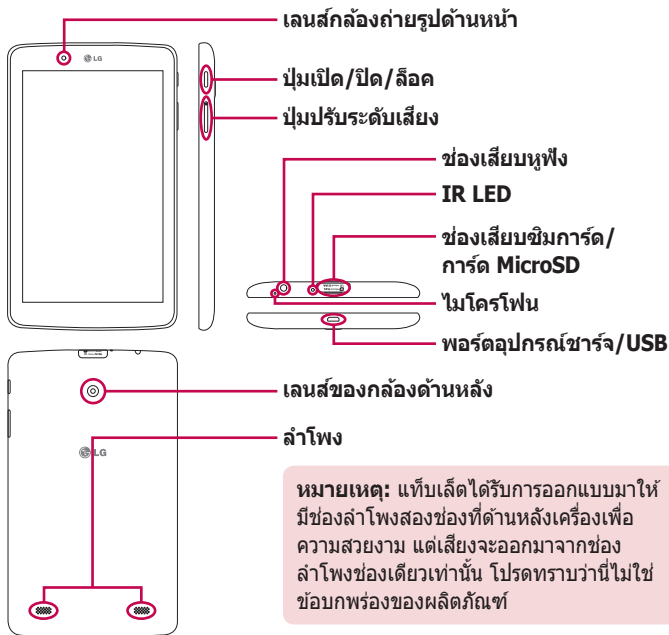 เลนส์กล้องถ่ายรูปด้านหน้า
LG
ปุ่มเปิด/ปิด/ล็อค
ปุ่มปรับระดับเสียง
ช่องเสียบหูฟัง
IR LED
ช่องเสียบซิมการ์ด/
การ์ด MicroSD
ไมโครโฟน
พอร์ตอุปกรณ์ชาร์จ/USB
เลนส์ของกล้องด้านหลัง
ลำโพง
LG
หมายเหตุ: แท็บเล็ตได้รับการออกแบบมาให้
มีช่องลำโพงสองช่องที่ด้านหลังเครื่องเพื่อ
ความสวยงาม แต่เสียงจะออกมาจากช่อง
ลำโพงช่องเดียวเท่านั้น โปรดทราบว่านี่ไม่ใช่
ข้อบกพร่องของผลิตภัณฑ์